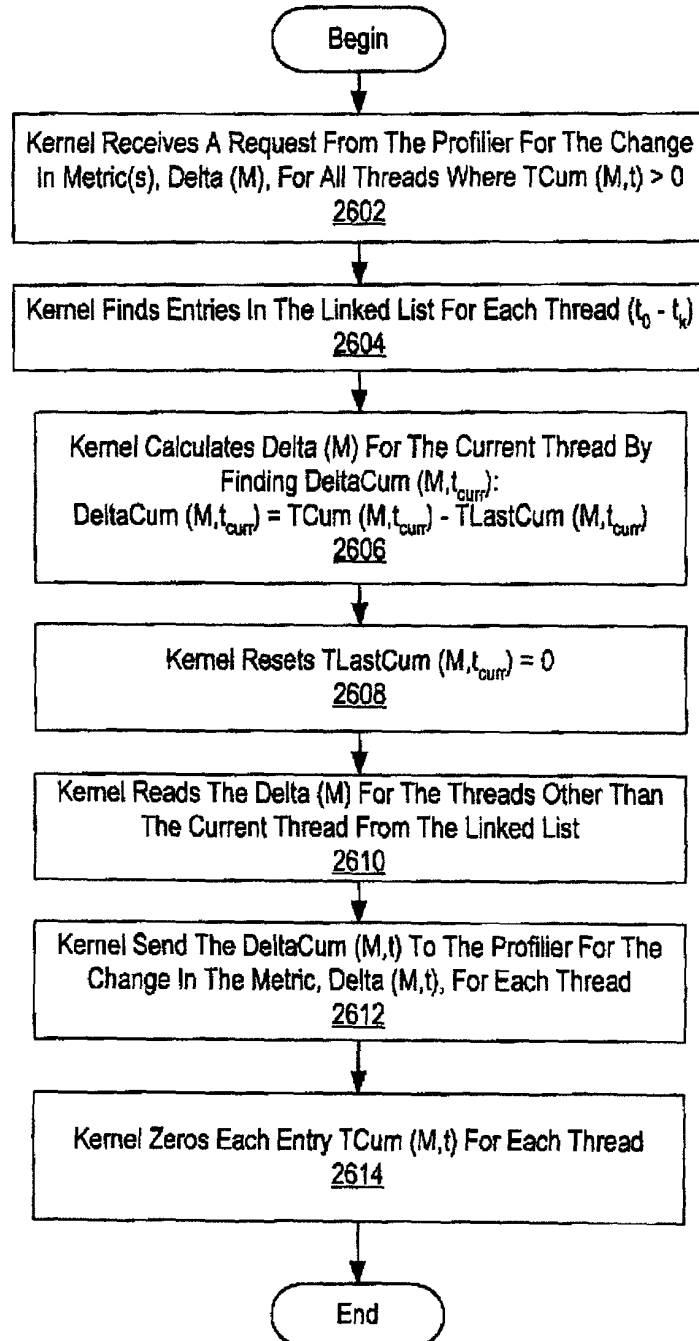 Begin
Kernel Receives A Request From The Profilier For The Change
In Metric(s), Delta (M), For All Threads Where TCum (M,t) > 0
2602
Kernel Finds Entries In The Linked List For Each Thread (t0 - tk)
2604
Kernel Calculates Delta (M) For The Current Thread By
Finding DeltaCum (M,tcurr):
DeltaCum (M,tcurr) = TCum (M,tcurr) - TLastCum (M,tcurr)
2606
Kernel Resets TLastCum (M,tcurr) = 0
2608
Kernel Reads The Delta (M) For The Threads Other Than
The Current Thread From The Linked List
2610
Kernel Send The DeltaCum (M,t) To The Profilier For The
Change In The Metric, Delta (M,t), For Each Thread
2612
Kernel Zeros Each Entry TCum (M,t) For Each Thread
2614
End